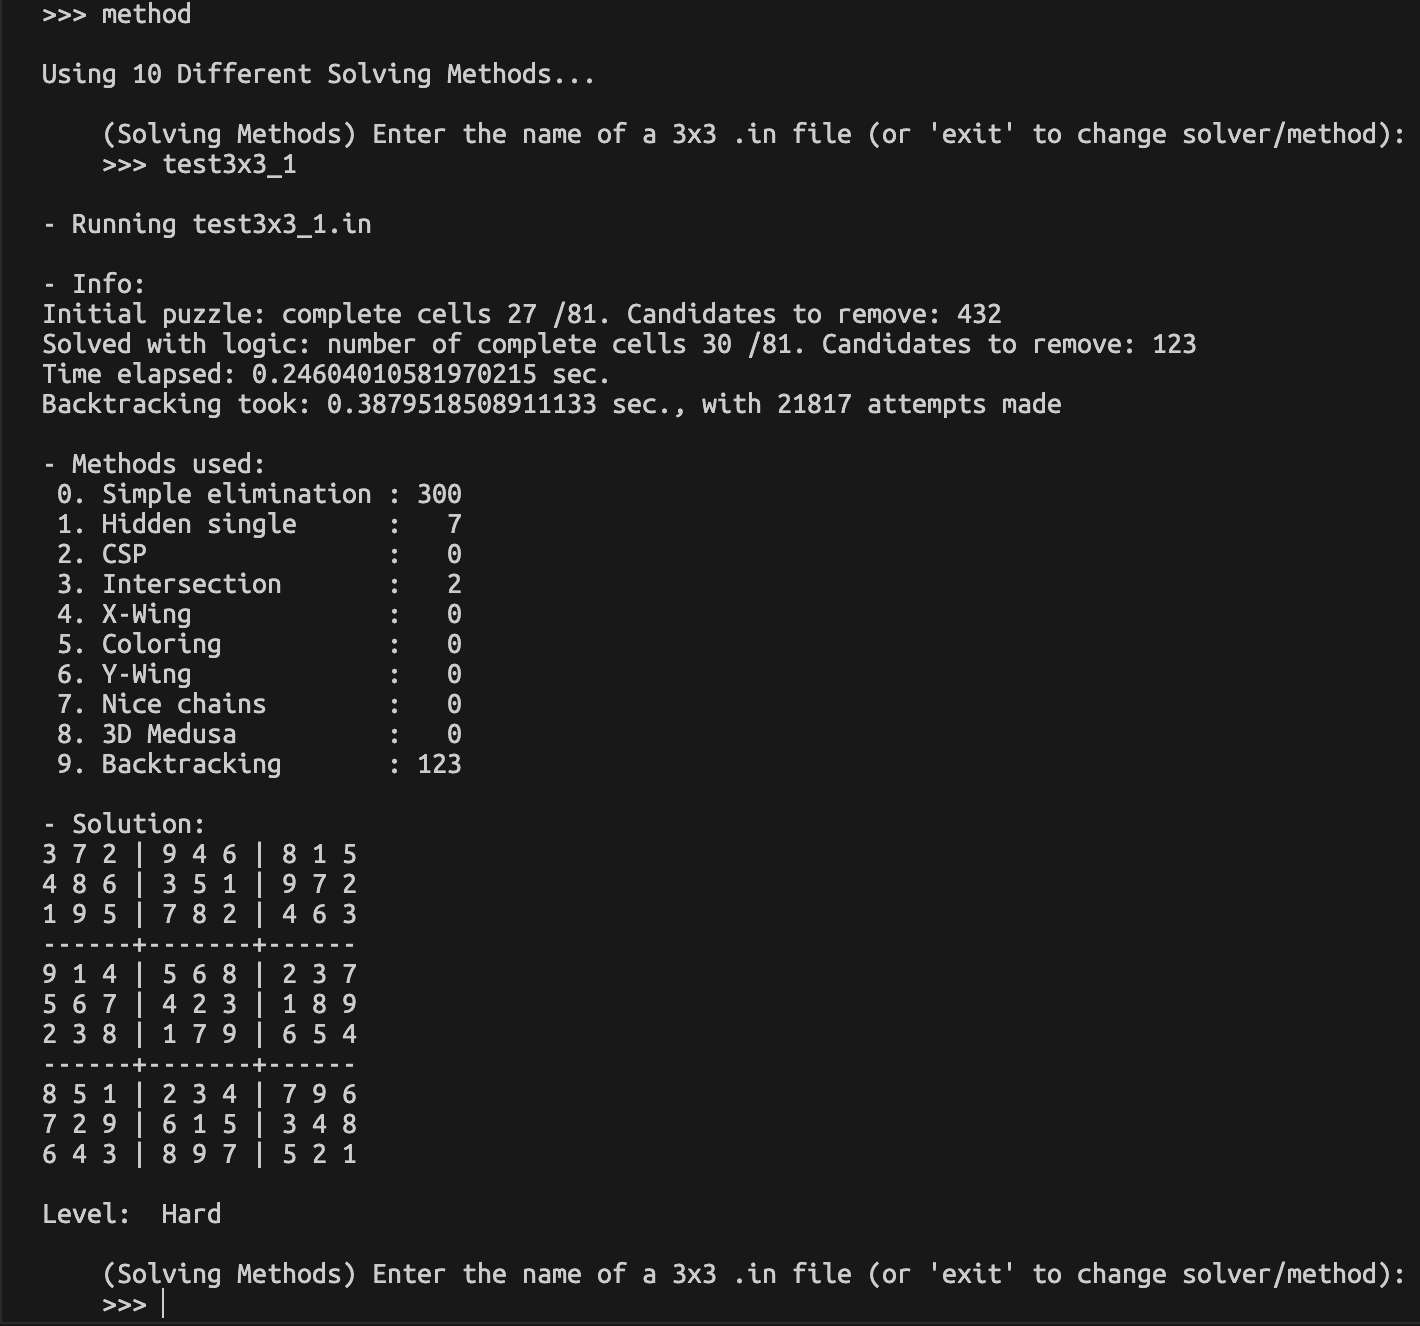 >>> method
Using 10 Different Solving Methods...
(Solving Methods) Enter the name of a 3x3 .in file (or 'exit' to change solver/method):
>>> test3x3_1
- Running test3x3_1.in
- Info:
Initial puzzle: complete cells 27 /81. Candidates to remove: 432
Solved with logic: number of complete cells 30 /81. Candidates to remove: 123
Time elapsed: 0.24604010581970215 sec.
Backtracking took: 0.3879518508911133 sec., with 21817 attempts made
- Methods used:
0. Simple elimination : 300
1. Hidden single      :   7
2. CSP                :   0
3. Intersection       :   2
4. X-Wing             :   0
5. Coloring           :   0
6. Y-Wing             :   0
7. Nice chains        :   0
8. 3D Medusa          :   0
9. Backtracking       : 123
- Solution:
3 7 2 | 9 4 6 | 8 1 5
4 8 6 | 3 5 1 | 9 7 2
1 9 5 | 7 8 2 | 4 6 3
------+-------+------
9 1 4 | 5 6 8 | 2 3 7
5 6 7 | 4 2 3 | 1 8 9
2 3 8 | 1 7 9 | 6 5 4
------+-------+------
8 5 1 | 2 3 4 | 7 9 6
7 2 9 | 6 1 5 | 3 4 8
6 4 3 | 8 9 7 | 5 2 1
Level:  Hard
(Solving Methods) Enter the name of a 3x3 .in file (or 'exit' to change solver/method):
>>>